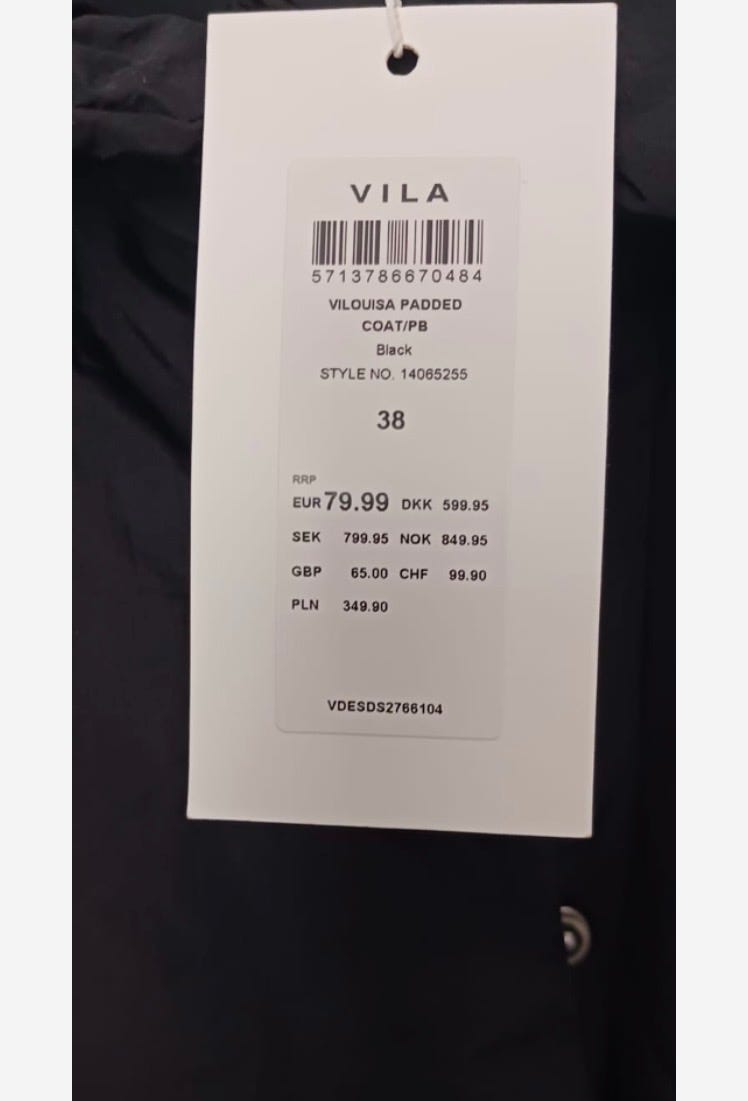 VILA
5713786670484
VILOUISA PADDED
COAT/PB
Black
STYLE NO. 14065255
38
RRP
EUR 79.99 DKK 599.95
SEK 799.95 NOK 849.95
GBP 65.00 CHF 99.90
PLN 349.90
VDESDS2766104